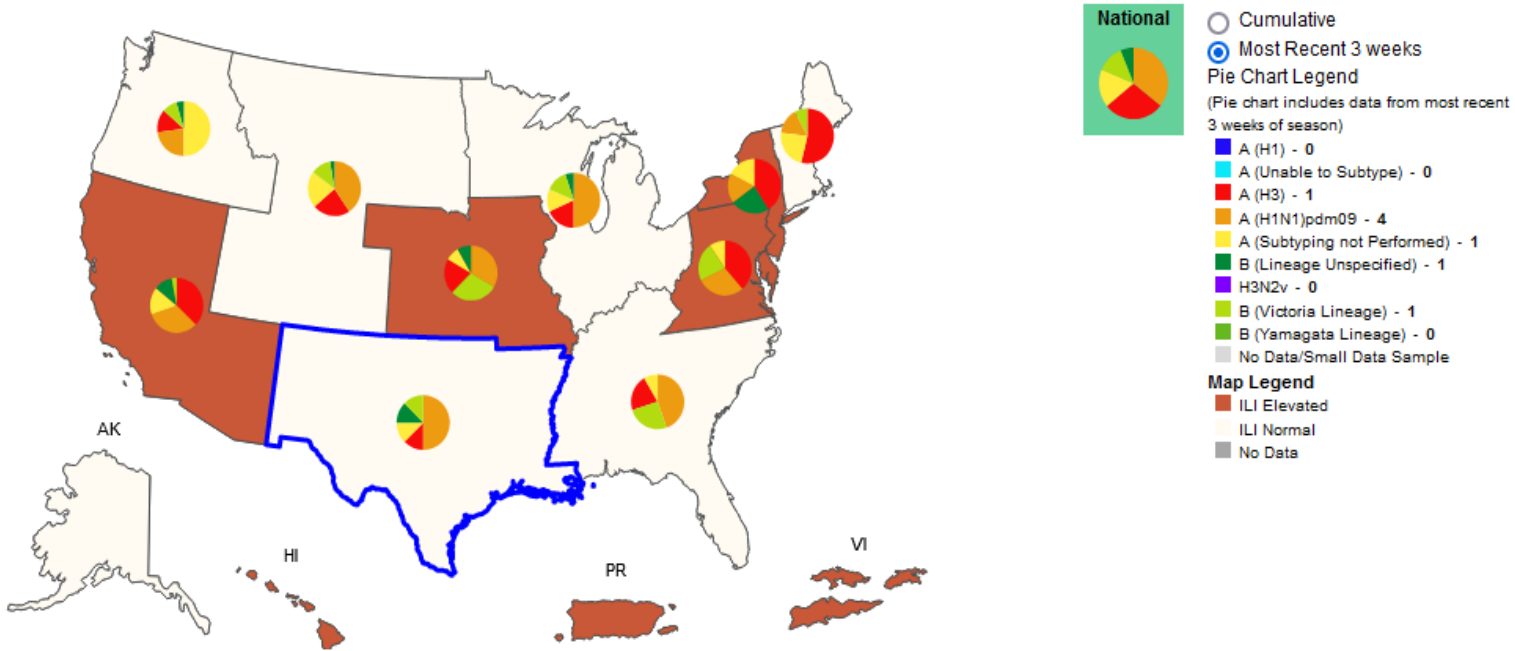 National
Cumulative
Most Recent 3 weeks
Pie Chart Legend
(Pie chart includes data from most recent
3 weeks of season)
A (H1) - 0
A (Unable to Subtype) - 0
A (H3) - 1
A (H1N1)pdm09 - 4
A (Subtyping not Performed) - 1
B (Lineage Unspecified) - 1
H3N2v - 0
B (Victoria Lineage) - 1
B (Yamagata Lineage) - 0
No Data/Small Data Sample
Map Legend
ILI Elevated
ILI Normal
No Data
AK
HI
PR
VI